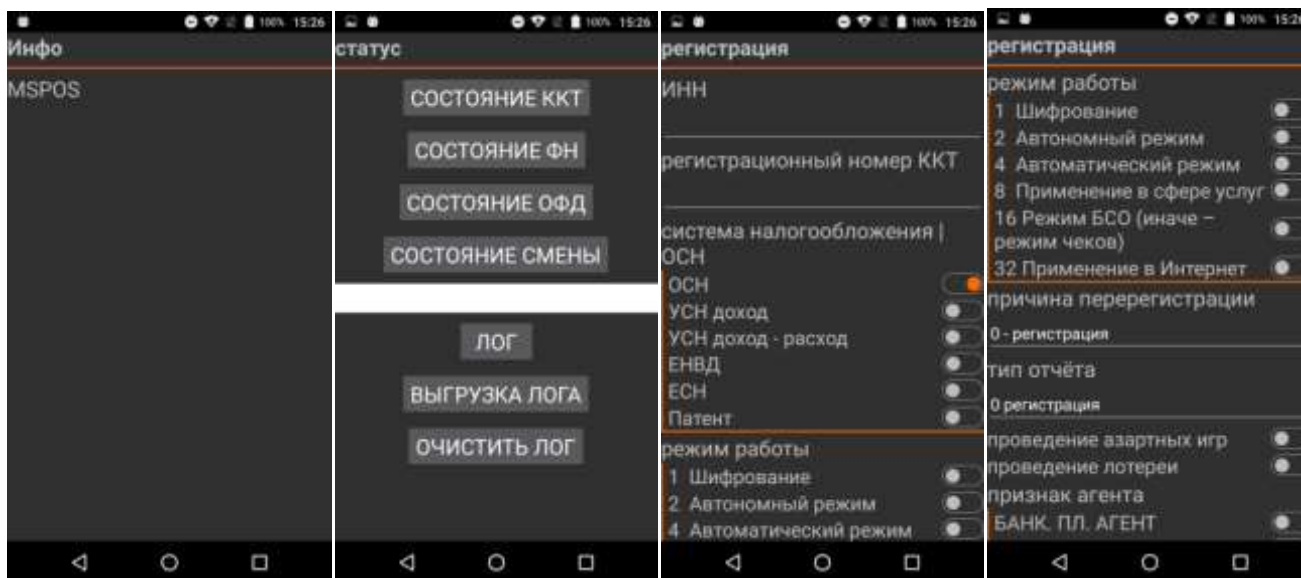 100% 15:26
Инфо
MSPOS
100% 15:26
статус
СОСТОЯНИЕ ККТ
СОСТОЯНИЕ ФН
СОСТОЯНИЕ ОФД
СОСТОЯНИЕ СМЕНЫ
ЛОГ
ВЫГРУЗКА ЛОГА
ОЧИСТИТЬ ЛОГ
100% 15:26
регистрация
ИНН
регистрационный номер ККТ
система налогообложения |
ОСН
ОСН
УСН доход
УСН доход - расход
ЕНВД
ЕСН
Патент
режим работы
1 Шифрование
2 Автономный режим
4 Автоматический режим
100% 15:26
регистрация
режим работы
1 Шифрование
2 Автономный режим
4 Автоматический режим
8 Применение в сфере услуг
16 Режим БСО (иначе –
режим чеков)
32 Применение в Интернет
причина перерегистрации
0 - регистрация
тип отчёта
0 регистрация
проведение азартных игр
проведение лотереи
признак агента
БАНК. ПЛ. АГЕНТ